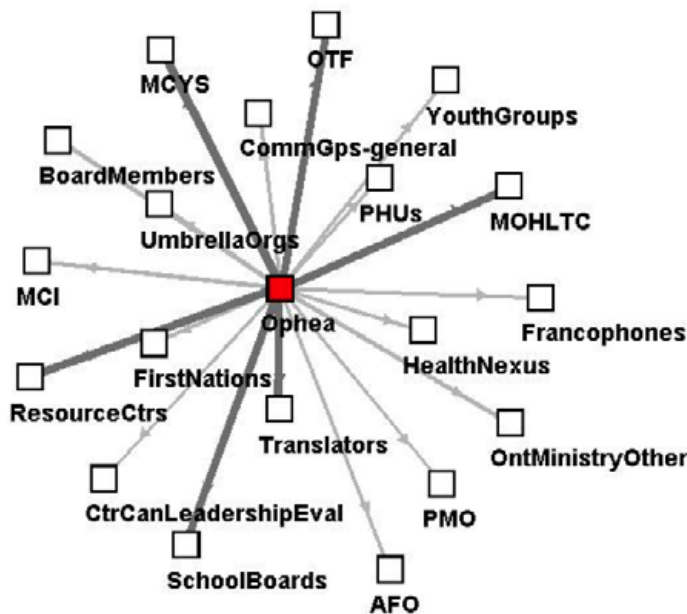 OTF
MCYS
YouthGroups
CommGps-general
BoardMembers
PHUs
MOHLTC
UmbrellaOrgs
MCI
Ophea
Francophones
HealthNexus
FirstNations
ResourceCtrs
Translators
OntMinistryOther
CtrCanLeadershipEval
PMO
SchoolBoards
AFO